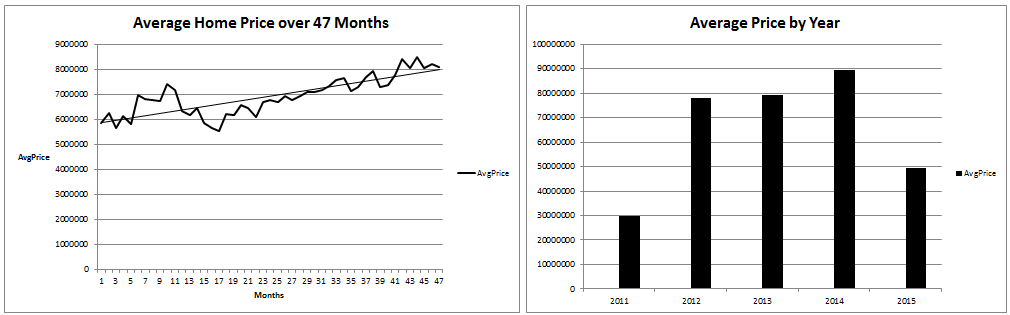 Average Home Price over 47 Months
9000000
8000000
7000000
6000000
5000000
4000000
3000000
2000000
1000000
0
AvgPrice
AvgPrice
1 3 5 7 9 11 13 15 17 19 21 23 25 27 29 31 33 35 37 39 41 43 45 47
Months
Average Price by Year
100000000
90000000
80000000
70000000
60000000
50000000
40000000
30000000
20000000
10000000
0
AvgPrice
2011 2012 2013 2014 2015